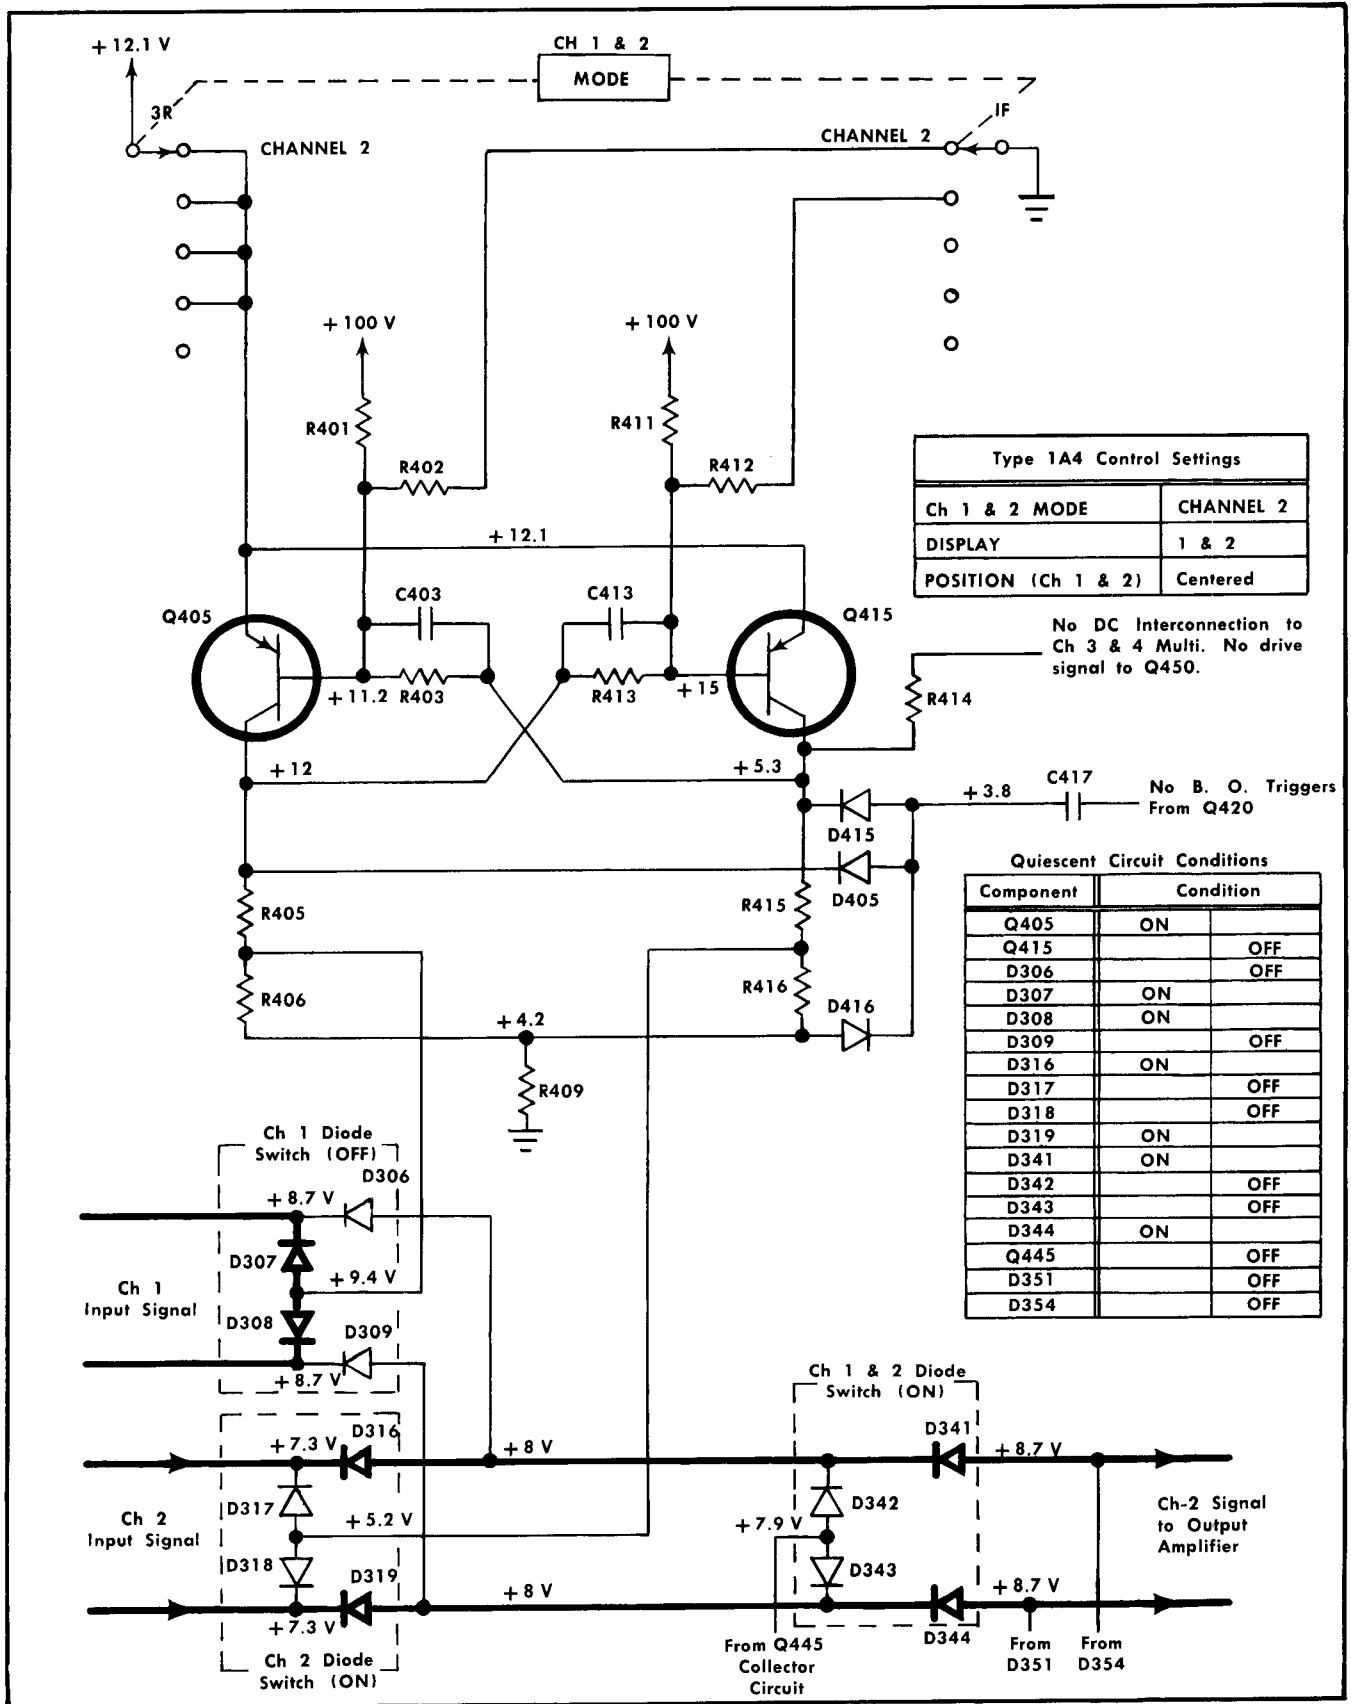 + 12.1 V
CH 1 & 2
MODE
3R
1F
CHANNEL 2
CHANNEL 2
+ 100 V
+ 100 V
R401
R411
R402
R412
Type 1A4 Control Settings
Ch 1 & 2 MODE CHANNEL 2
DISPLAY 1 & 2
POSITION (Ch 1 & 2) Centered
+ 12.1
Q405
C403
C413
Q415
No DC Interconnection to
Ch 3 & 4 Multi. No drive
signal to Q450.
+ 11.2
R403
R413
+ 15
R414
+ 12
+ 5.3
C417
+ 3.8
No B. O. Triggers
From Q420
D415
D405
R405
R415
R406
R416
D416
+ 4.2
R409
Quiescent Circuit Conditions
Component Condition
Q405 ON
Q415 OFF
D306 OFF
D307 ON
D308 ON
D309 OFF
D316 ON
D317 OFF
D318 OFF
D319 ON
D341 ON
D342 OFF
D343 OFF
D344 ON
Q445 OFF
D351 OFF
D354 OFF
Ch 1 Diode
Switch (OFF)
D306
+ 8.7 V
D307
+ 9.4 V
Ch 1
Input Signal
D308
D309
+ 8.7 V
Ch 1 & 2 Diode
Switch (ON)
D316
+ 7.3 V
+ 8 V
D341
+ 8.7 V
D317
D342
Ch 2
Input Signal
+ 5.2 V
+ 7.9 V
Ch-2 Signal
to Output
Amplifier
D318
D319
D343
+ 8 V
+ 8.7 V
+ 7.3 V
D344
Ch 2 Diode
Switch (ON)
From Q445
Collector
Circuit
From
D351
From
D354